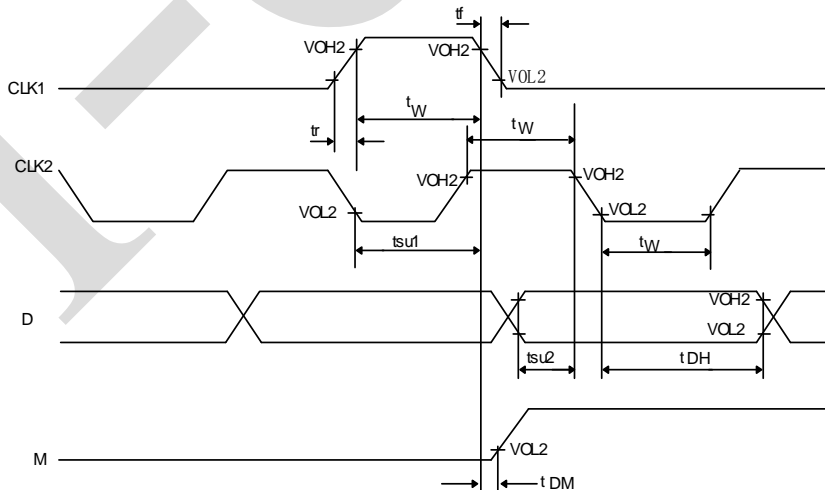 tf
VOH2
VOH2
VOL2
CLK1
tW
tr
tW
CLK2
VOH2
VOH2
VOL2
VOL2
tsu1
tW
D
VOH2
VOL2
tsu2
tDH
M
VOL2
tDM